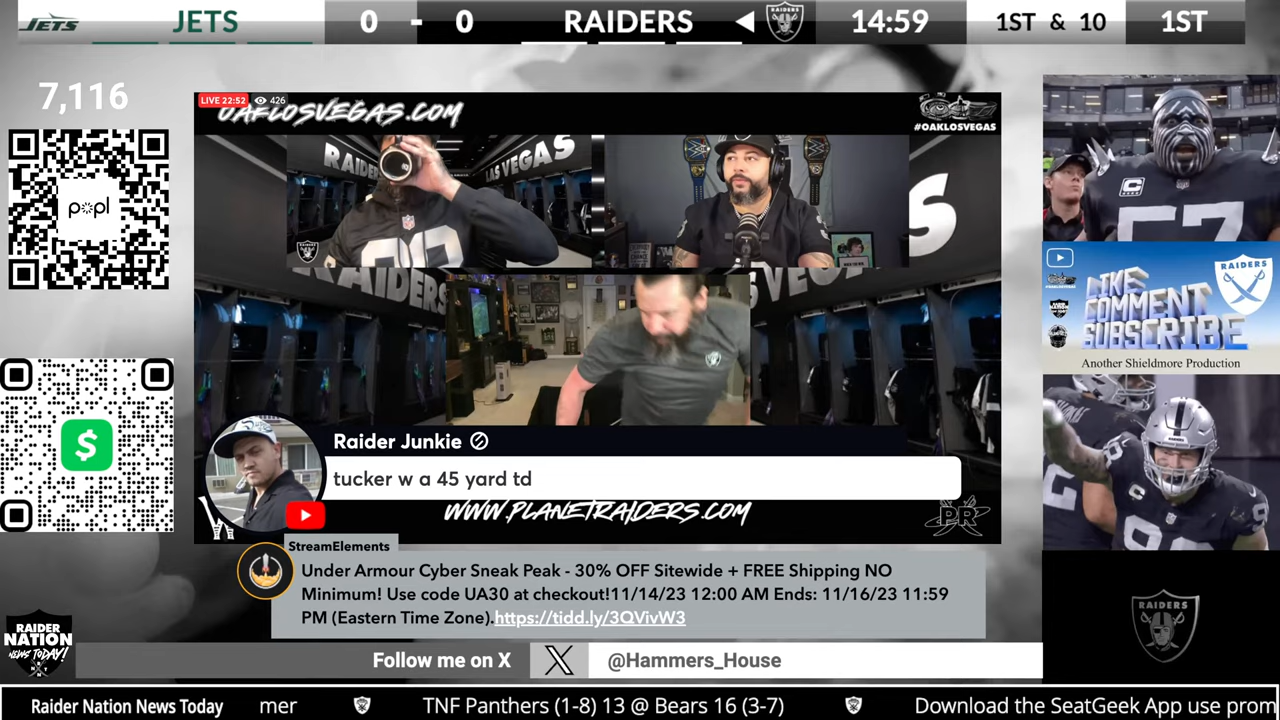 JETS
JETS
0 - 0
RAIDERS
RAIDERS
14:59
1ST & 10
1ST
7,116
popl
$
LIVE 22:52
426
OAKLOSVEGAS.COM
#OAKLOSVEGAS
RAIDE
LAS VEGAS
S
RAIDERS
RAIDERS
S VEG
C
57
LIKE
COMMENT
SUBSCRIBE
RAIDERS
Another Shieldmore Production
Raider Junkie
tucker w a 45 yard td
WWW.PLANETRAIDERS.COM
PR
StreamElements
Under Armour Cyber Sneak Peak - 30% OFF Sitewide + FREE Shipping NO
Minimum! Use code UA30 at checkout!11/14/23 12:00 AM Ends: 11/16/23 11:59
PM (Eastern Time Zone).https://tidd.ly/3QVivW3
RAIDERS
RAIDER
NATION
NEWS TODAY!
Follow me on X
@Hammers_House
Raider Nation News Today
mer
TNF Panthers (1-8) 13 @ Bears 16 (3-7)
Download the SeatGeek App use prom